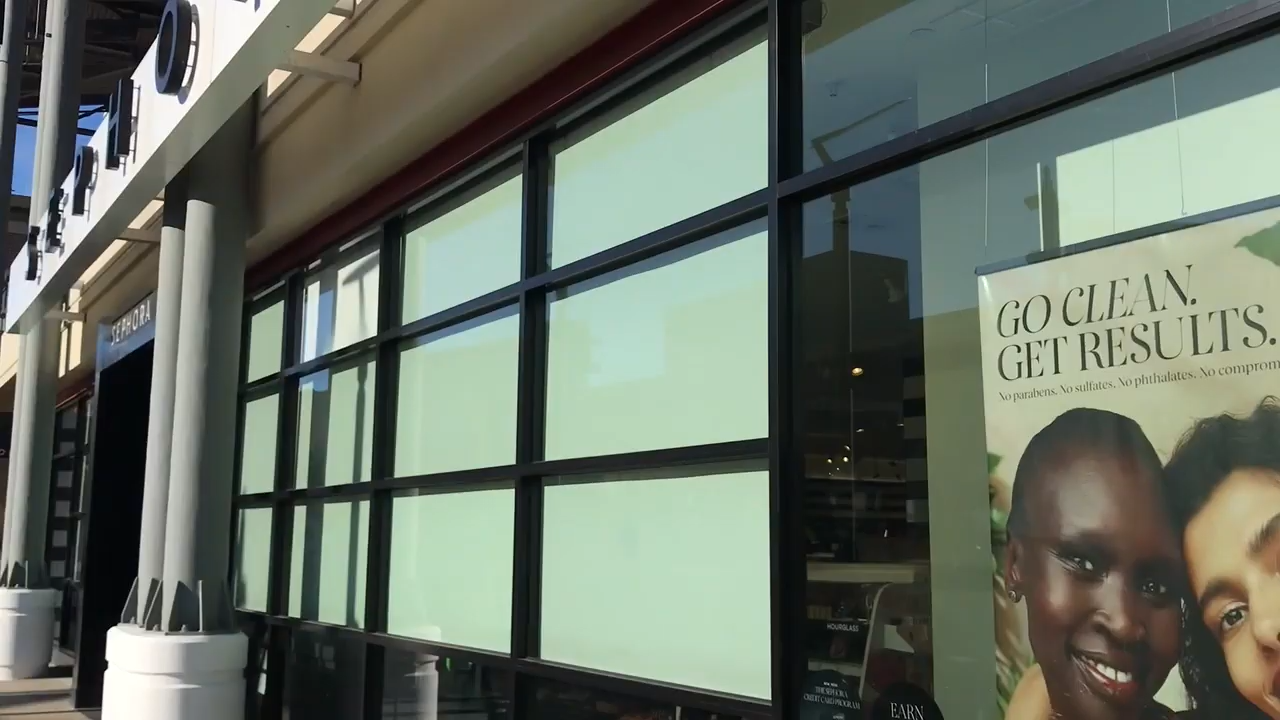 SEPHORA
GO CLEAN.
GET RESULTS.
No parabens. No sulfates. No phthalates. No comprom
HOURGLASS
THE SEPHORA
CREDIT CARD PROGRAM
EARN